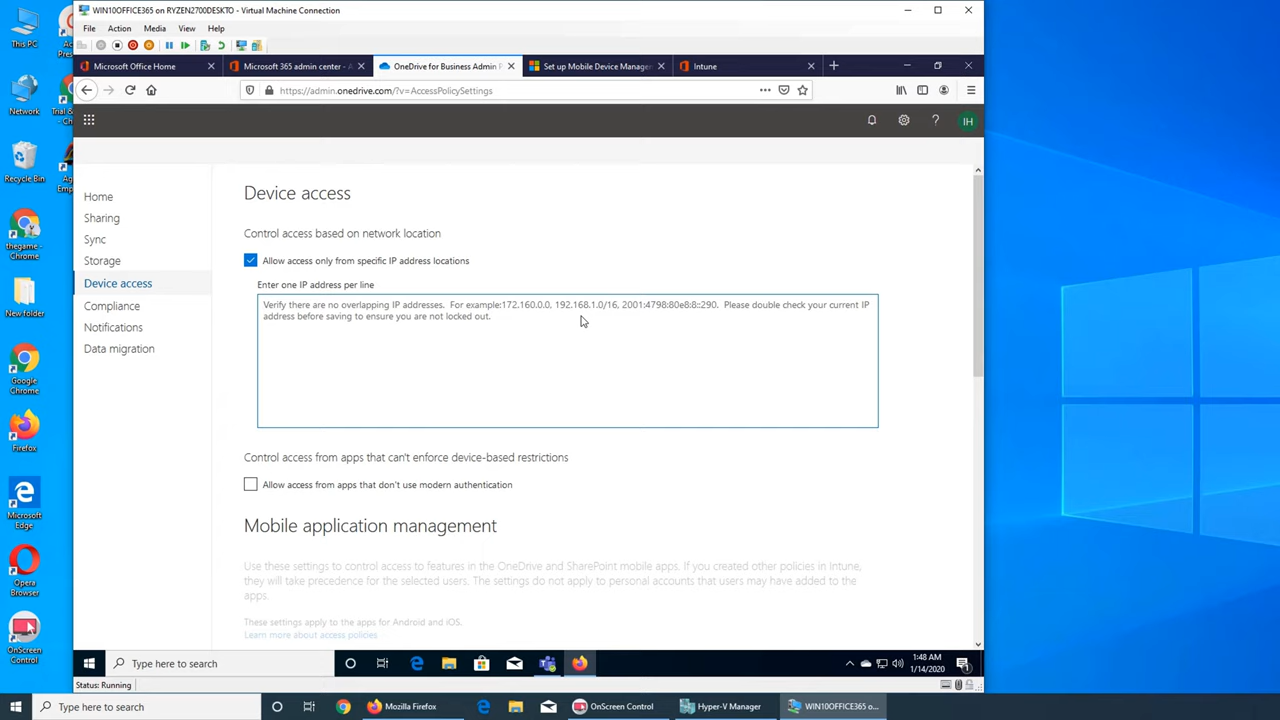 WIN10OFFICE365 on RYZEN2700DESKTO - Virtual Machine Connection
File Action Media View Help
Microsoft Office Home
Microsoft 365 admin center - A
OneDrive for Business Admin P
Set up Mobile Device Manager
Intune
https://admin.onedrive.com/?v=AccessPolicySettings
IH
Home
Sharing
Sync
Storage
Device access
Compliance
Notifications
Data migration
Device access
Control access based on network location
Allow access only from specific IP address locations
Enter one IP address per line
Verify there are no overlapping IP addresses. For example:172.160.0.0, 192.168.1.0/16, 2001:4798:80e8:8::290. Please double check your current IP
address before saving to ensure you are not locked out.
Control access from apps that can't enforce device-based restrictions
Allow access from apps that don't use modern authentication
Mobile application management
Use these settings to control access to features in the OneDrive and SharePoint mobile apps. If you created other policies in Intune,
they will take precedence for the selected users. The settings do not apply to personal accounts that users may have added to the
apps.
These settings apply to the apps for Android and iOS.
Learn more about access policies
Type here to search
1:48 AM
1/14/2020
Status: Running
This PC
Network
Recycle Bin
thegame -
Chrome
New folder
Google
Chrome
Firefox
Microsoft
Edge
Opera
Browser
OnScreen
Control
Type here to search
Mozilla Firefox
OnScreen Control
Hyper-V Manager
WIN10OFFICE365 o...